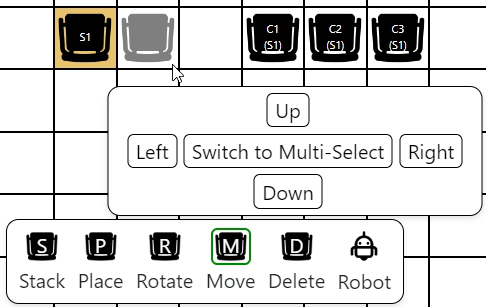 S1 C1 C2 C3
(S1) (S1) (S1)
Up
Left Switch to Multi-Select Right
Down
S P R M D
Stack Place Rotate Move Delete Robot